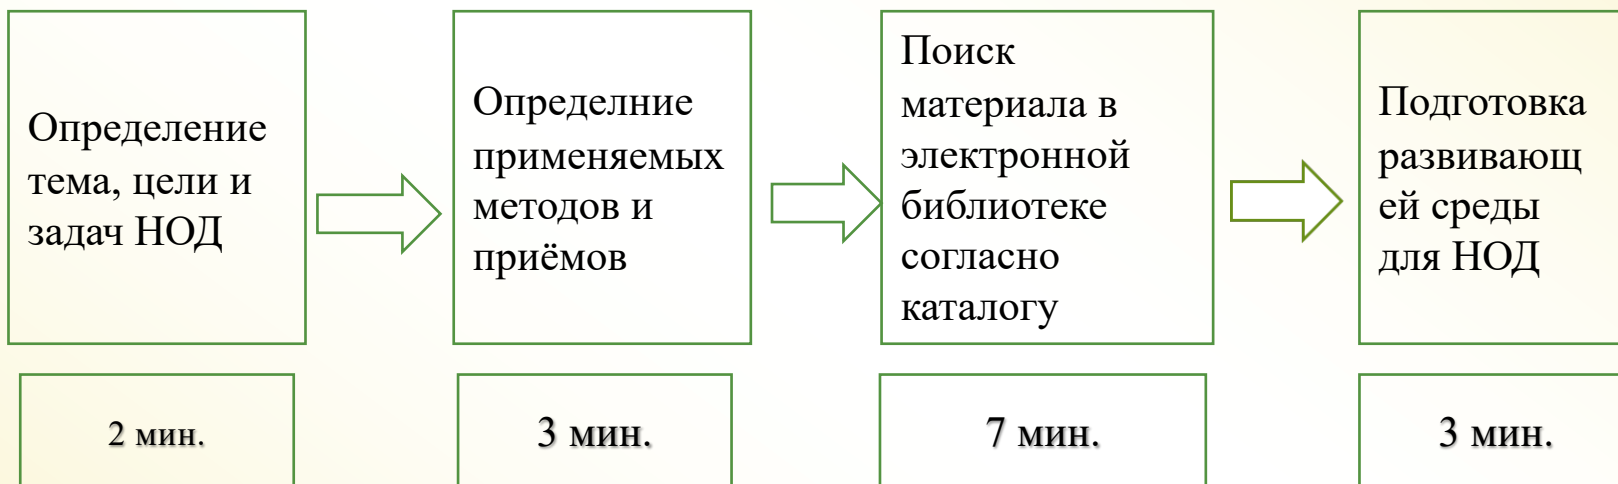 Определение
тема, цели и
задач НОД
Определние
применяемых
методов и
приёмов
Поиск
материала в
электронной
библиотеке
согласно
каталогу
Подготовка
развивающ
ей среды
для НОД
2 мин.
3 мин.
7 мин.
3 мин.